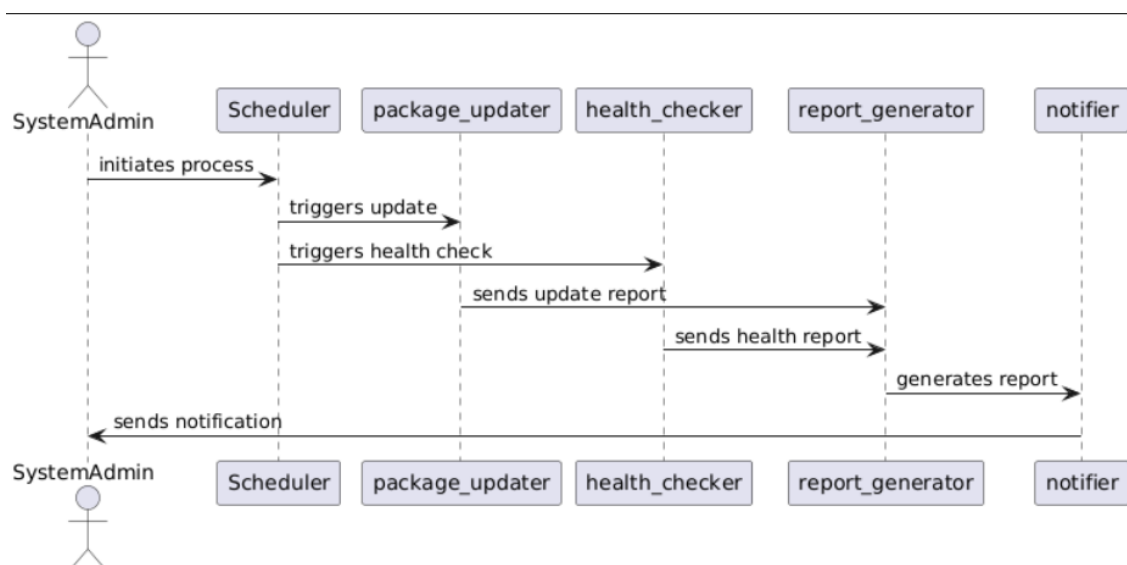 SystemAdmin
Scheduler
package_updater
health_checker
report_generator
notifier
initiates process
triggers update
triggers health check
sends update report
sends health report
generates report
sends notification
SystemAdmin
Scheduler
package_updater
health_checker
report_generator
notifier